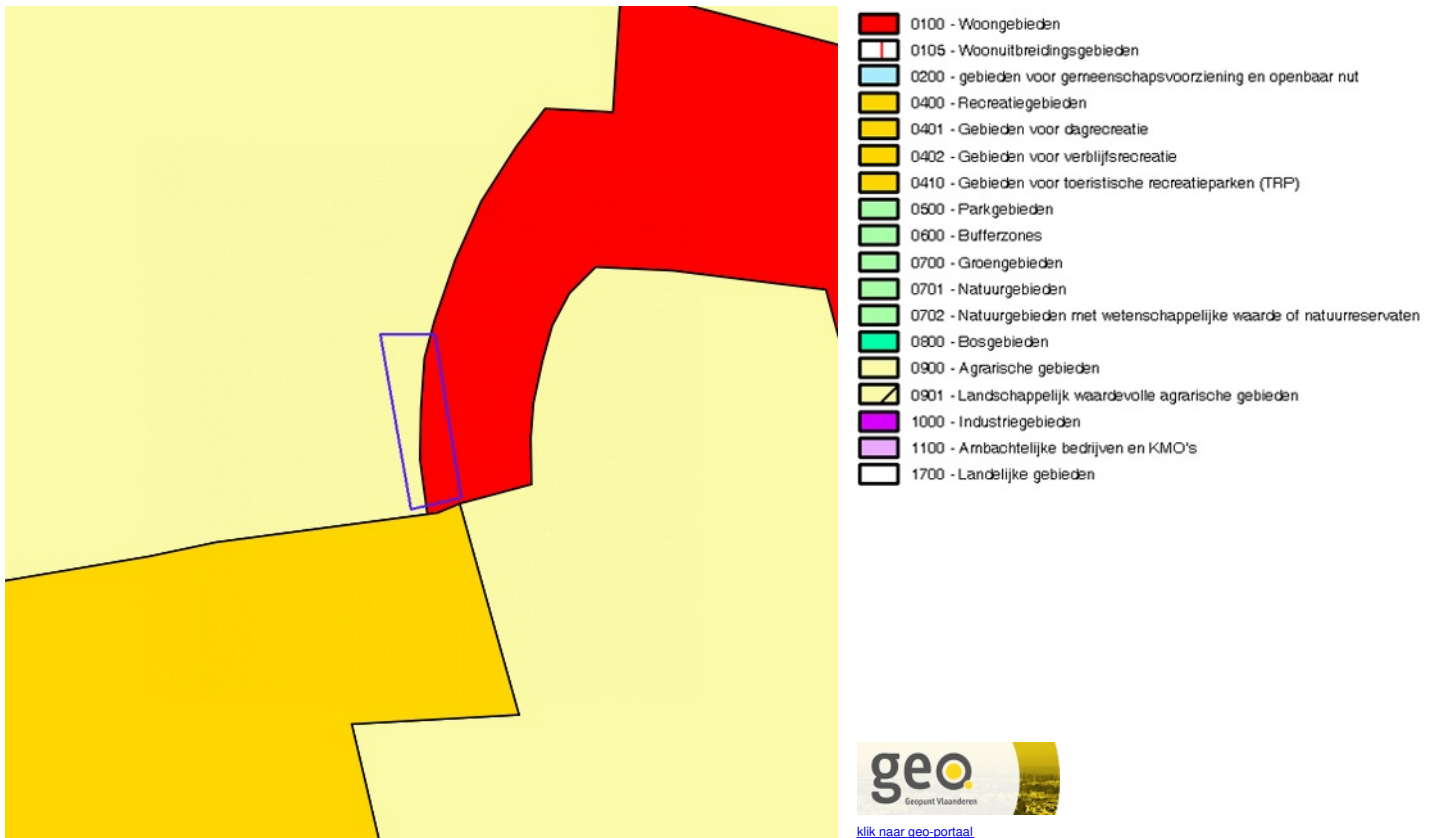 0100 - Woongebieden
0105 - Woonuitbreidingsgebieden
0200 - gebieden voor gemeenschapsvoorziening en openbaar nut
0400 - Recreatiegebieden
0401 - Gebieden voor dagrecreatie
0402 - Gebieden voor verblijfsrecreatie
0410 - Gebieden voor toeristische recreatieparken (TRP)
0500 - Parkgebieden
0600 - Bufferzones
0700 - Groengebieden
0701 - Natuurgebieden
0702 - Natuurgebieden met wetenschappelijke waarde of natuurreservaten
0800 - Bosgebieden
0900 - Agrarische gebieden
0901 - Landschappelijk waardevolle agrarische gebieden
1000 - Industriegebieden
1100 - Ambachtelijke bedrijven en KMO's
1700 - Landelijke gebieden
geo.
Geopunt Vlaanderen
klik naar geo-portaal